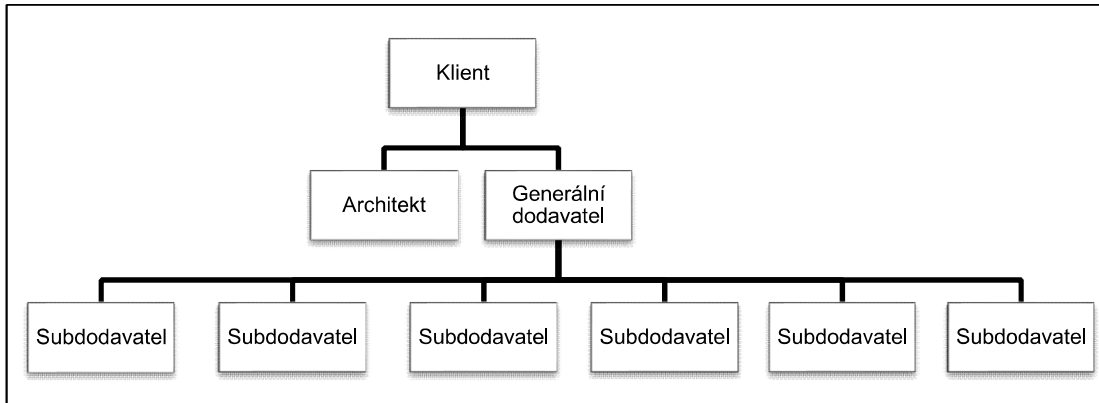 Klient
Architekt
Generální
dodavatel
Subdodavatel
Subdodavatel
Subdodavatel
Subdodavatel
Subdodavatel
Subdodavatel